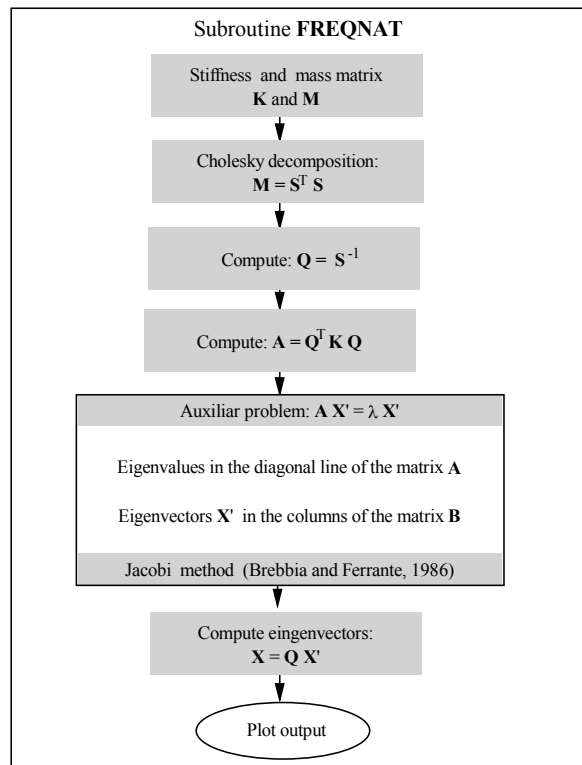 Subroutine FREQNAT
Stiffness and mass matrix
K and M
Cholesky decomposition:
M = Sᵀ S
Compute: Q = S⁻¹
Compute: A = Qᵀ K Q
Auxiliar problem: A X' = λ X'
Eigenvalues in the diagonal line of the matrix A
Eigenvectors X' in the columns of the matrix B
Jacobi method (Brebbia and Ferrante, 1986)
Compute eingenvectors:
X = Q X'
Plot output